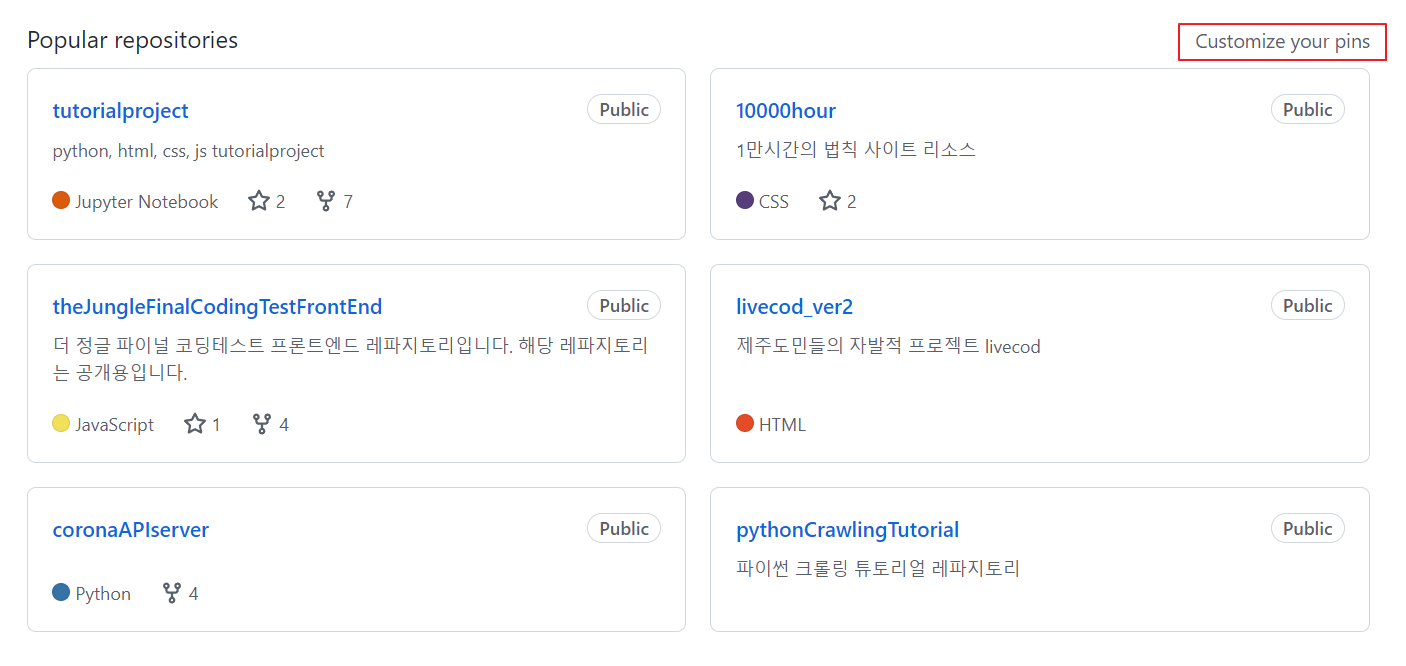 Popular repositories
Customize your pins
tutorialproject
Public
python, html, css, js tutorialproject
Jupyter Notebook 2 7
10000hour
Public
1만시간의 법칙 사이트 리소스
CSS 2
theJungleFinalCodingTestFrontEnd
Public
더 정글 파이널 코딩테스트 프론트엔드 레파지토리입니다. 해당 레파지토리
는 공개용입니다.
JavaScript 1 4
livecod_ver2
Public
제주도민들의 자발적 프로젝트 livecod
HTML
coronaAPIserver
Public
Python 4
pythonCrawlingTutorial
Public
파이썬 크롤링 튜토리얼 레파지토리